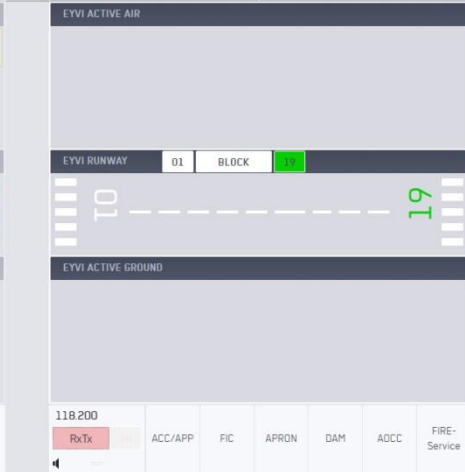 EYVI ACTIVE AIR
EYVI RUNWAY 01 BLOCK 19
01 19
EYVI ACTIVE GROUND
118.200
RxTx ACC/APP FIC APRON DAM AOCC FIRE-
Service